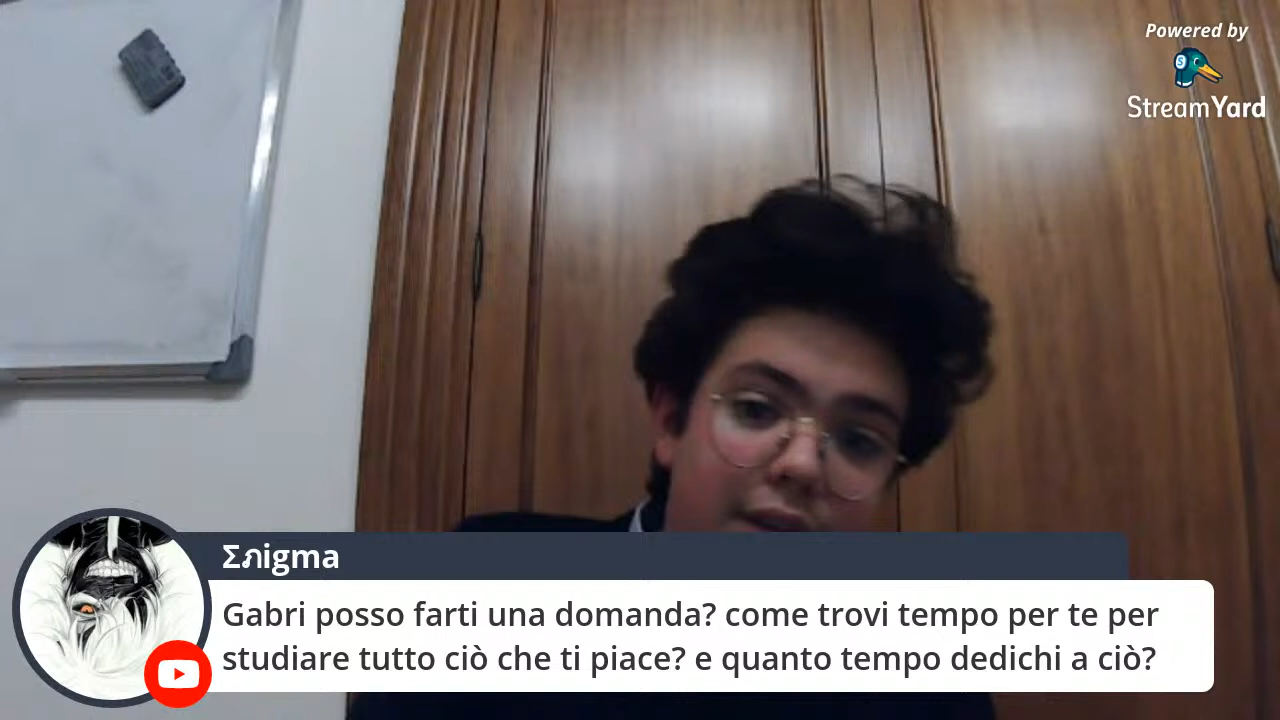 Powered by
StreamYard
Σภigma
Gabri posso farti una domanda? come trovi tempo per te per
studiare tutto ciò che ti piace? e quanto tempo dedichi a ciò?